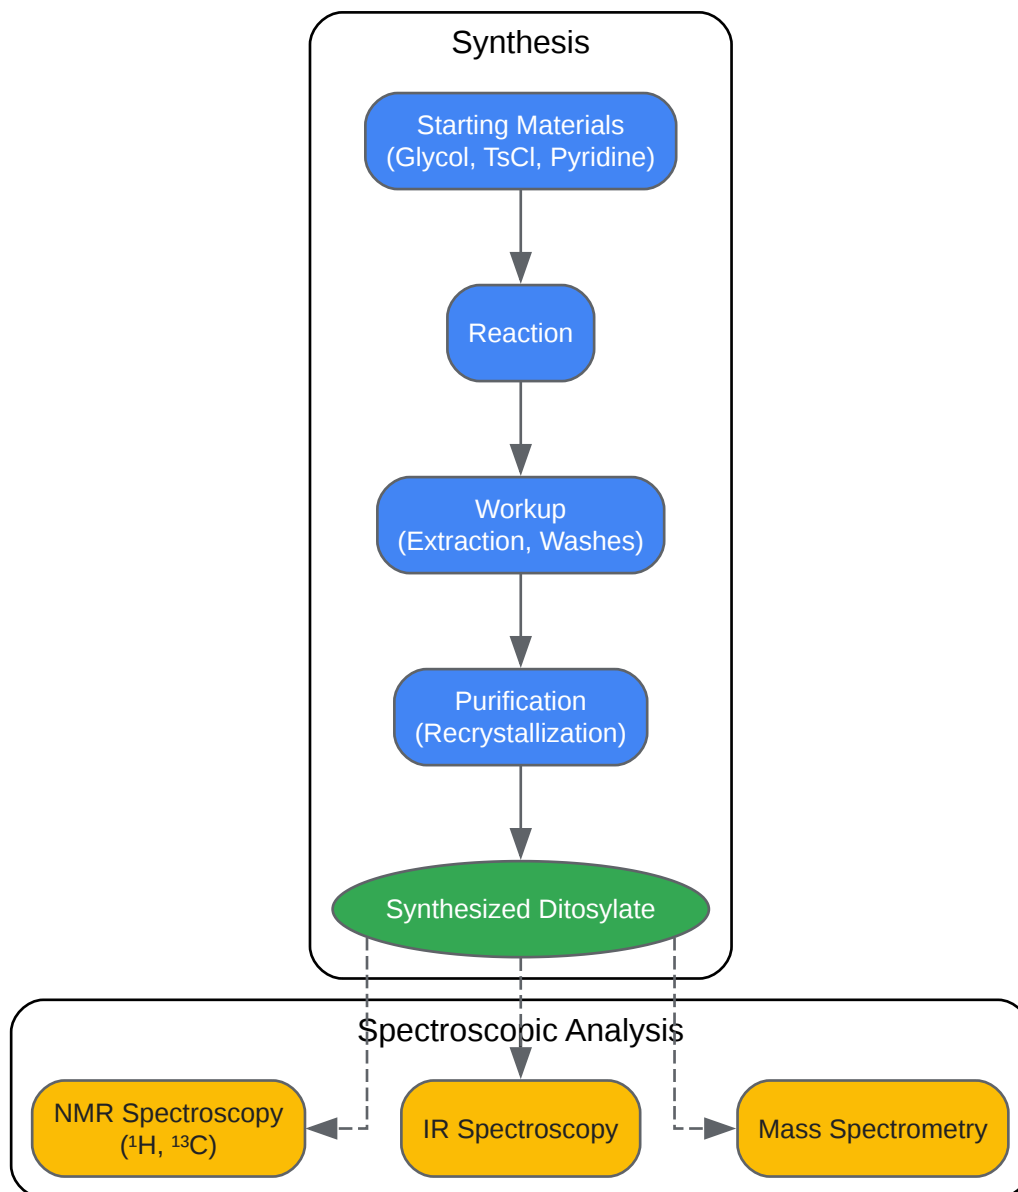 Synthesis
Starting Materials
(Glycol, TsCl, Pyridine)
Reaction
Workup
(Extraction, Washes)
Purification
(Recrystallization)
Synthesized Ditosylate
Spectroscopic Analysis
NMR Spectroscopy
(¹H, ¹³C)
IR Spectroscopy
Mass Spectrometry